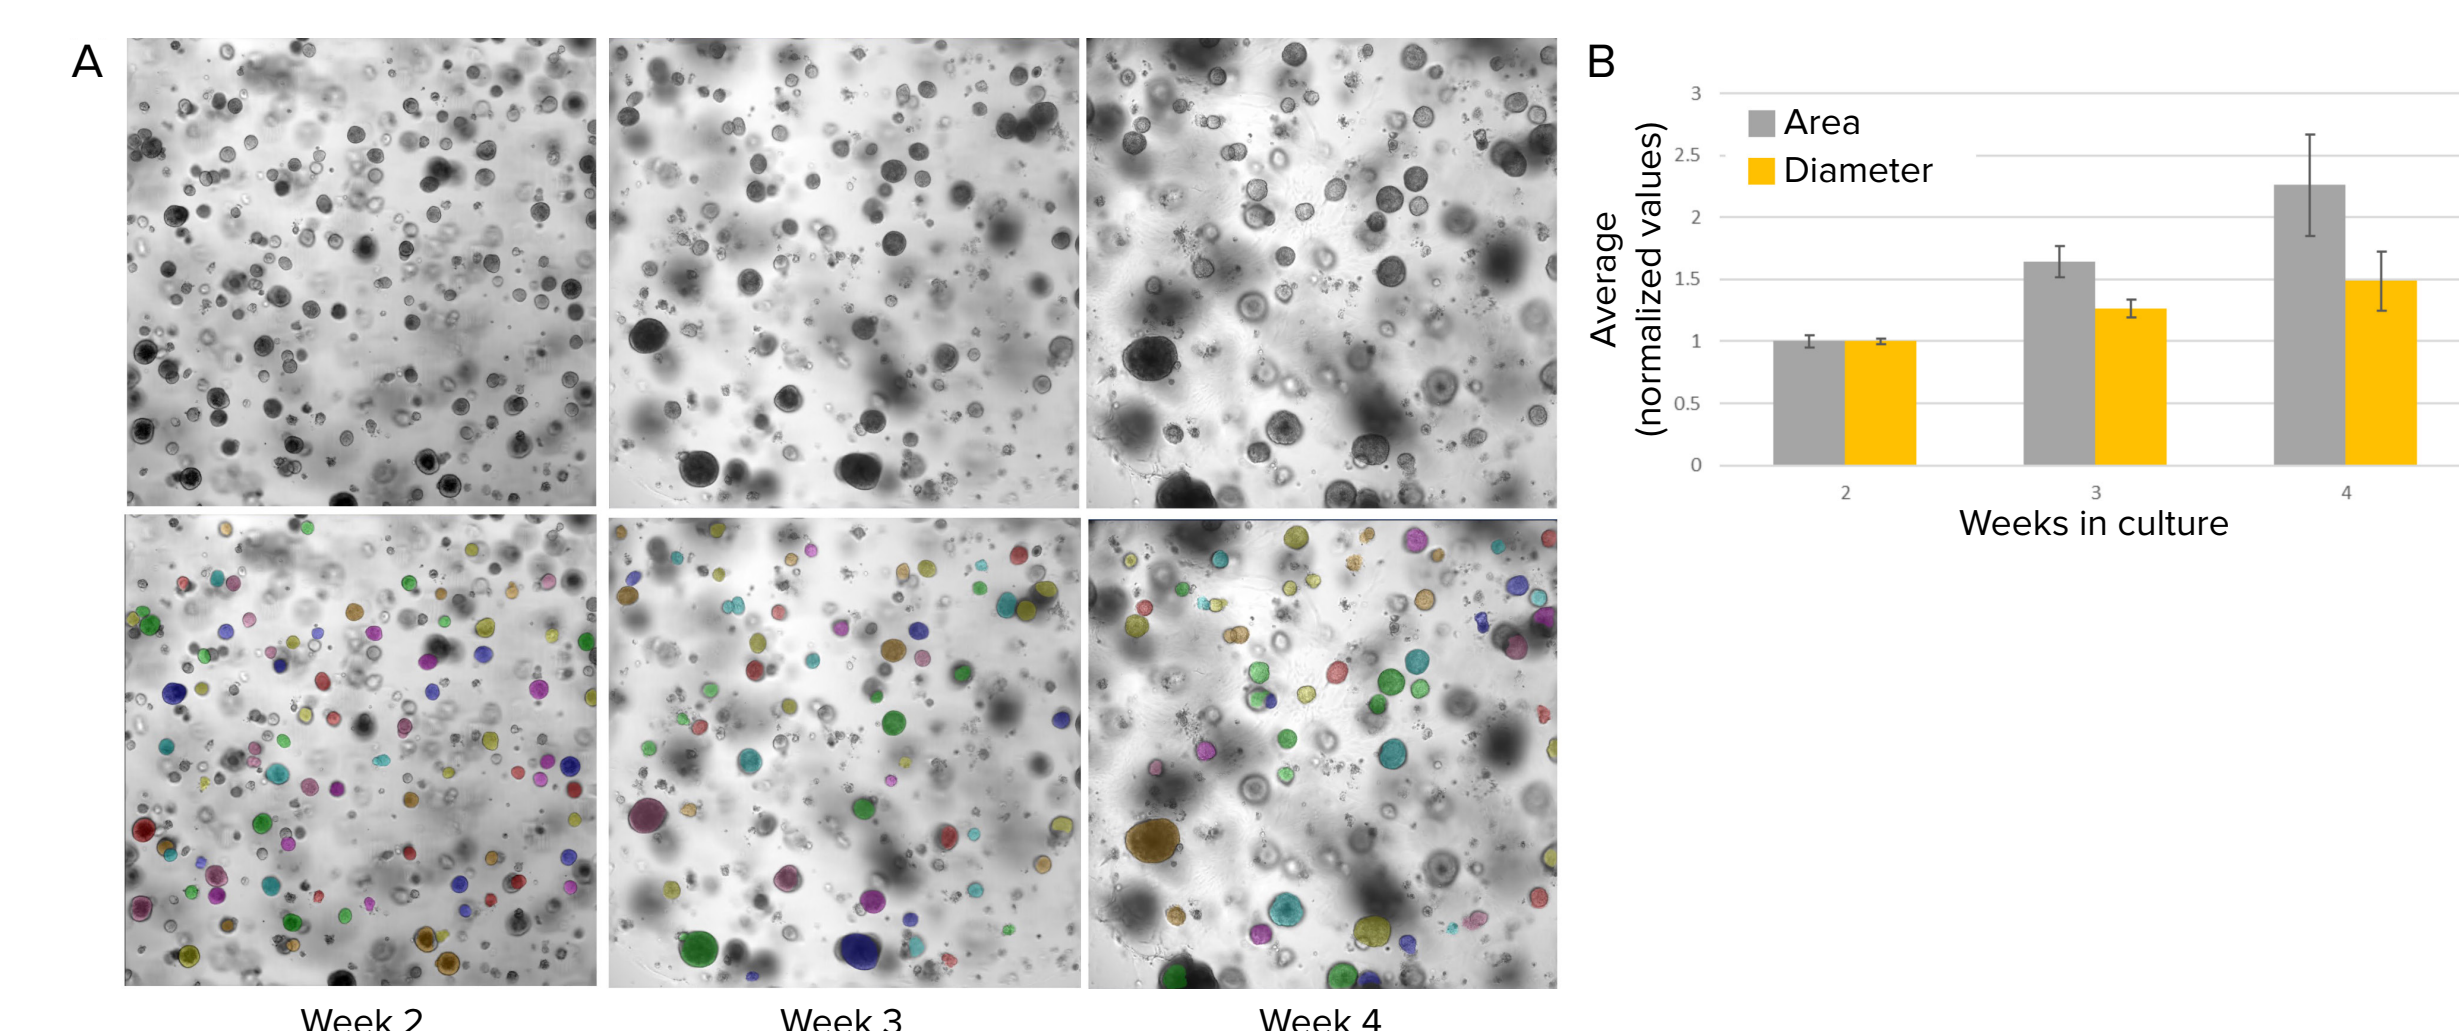 A
B
3
2.5
2
1.5
1
0.5
0
Area
Diameter
Average
(normalized values)
2
3
4
Weeks in culture
Week 2
Week 3
Week 4